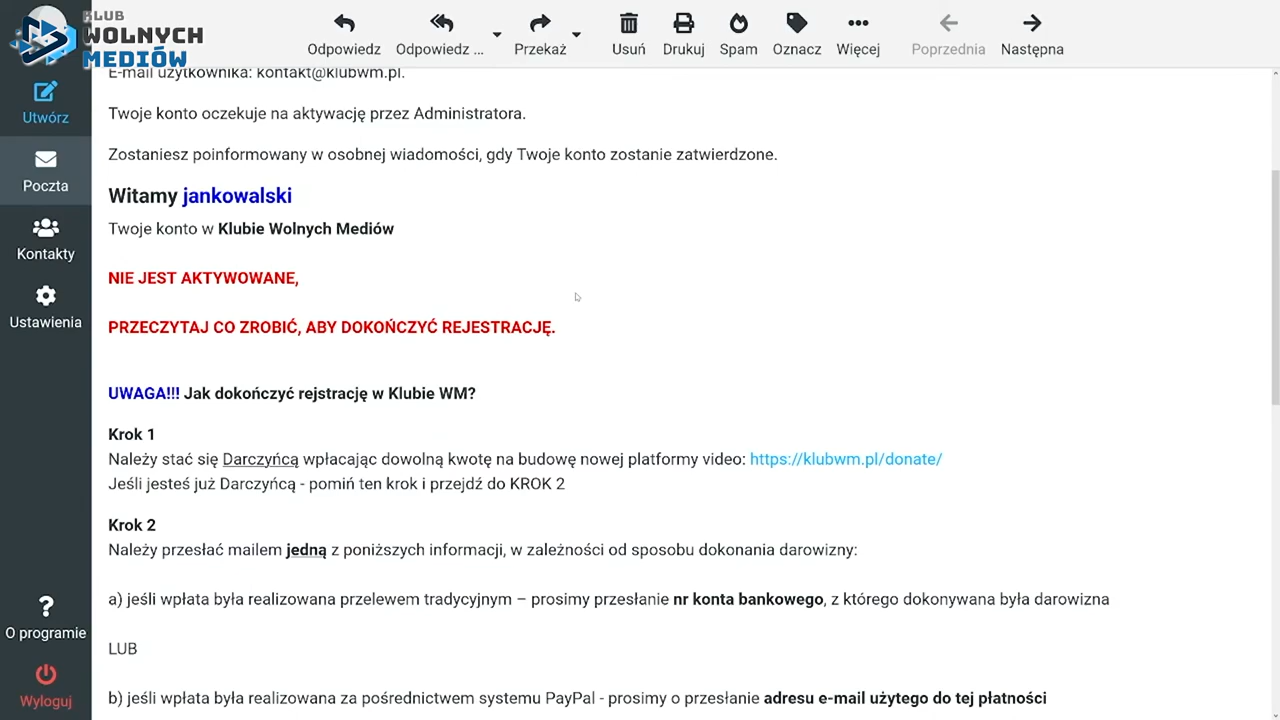 KLUB
WOLNYCH
MEDIÓW
Odpowiedz
Odpowiedz ...
Przekaż
Usuń
Drukuj
Spam
Oznacz
Więcej
Poprzednia
Następna
Utwórz
Poczta
Kontakty
Ustawienia
O programie
Wyloguj
E-mail użytkownika: kontakt@klubwm.pl.
Twoje konto oczekuje na aktywację przez Administratora.
Zostaniesz poinformowany w osobnej wiadomości, gdy Twoje konto zostanie zatwierdzone.
Witamy jankowalski
Twoje konto w Klubie Wolnych Mediów
NIE JEST AKTYWOWANE,
PRZECZYTAJ CO ZROBIĆ, ABY DOKOŃCZYĆ REJESTRACJĘ.
UWAGA!!! Jak dokończyć rejstrację w Klubie WM?
Krok 1
Należy stać się Darczyńcą wpłacając dowolną kwotę na budowę nowej platformy video: https://klubwm.pl/donate/
Jeśli jesteś już Darczyńcą - pomiń ten krok i przejdź do KROK 2
Krok 2
Należy przesłać mailem jedną z poniższych informacji, w zależności od sposobu dokonania darowizny:
a) jeśli wpłata była realizowana przelewem tradycyjnym – prosimy przesłanie nr konta bankowego, z którego dokonywana była darowizna
LUB
b) jeśli wpłata była realizowana za pośrednictwem systemu PayPal - prosimy o przesłanie adresu e-mail użytego do tej płatności